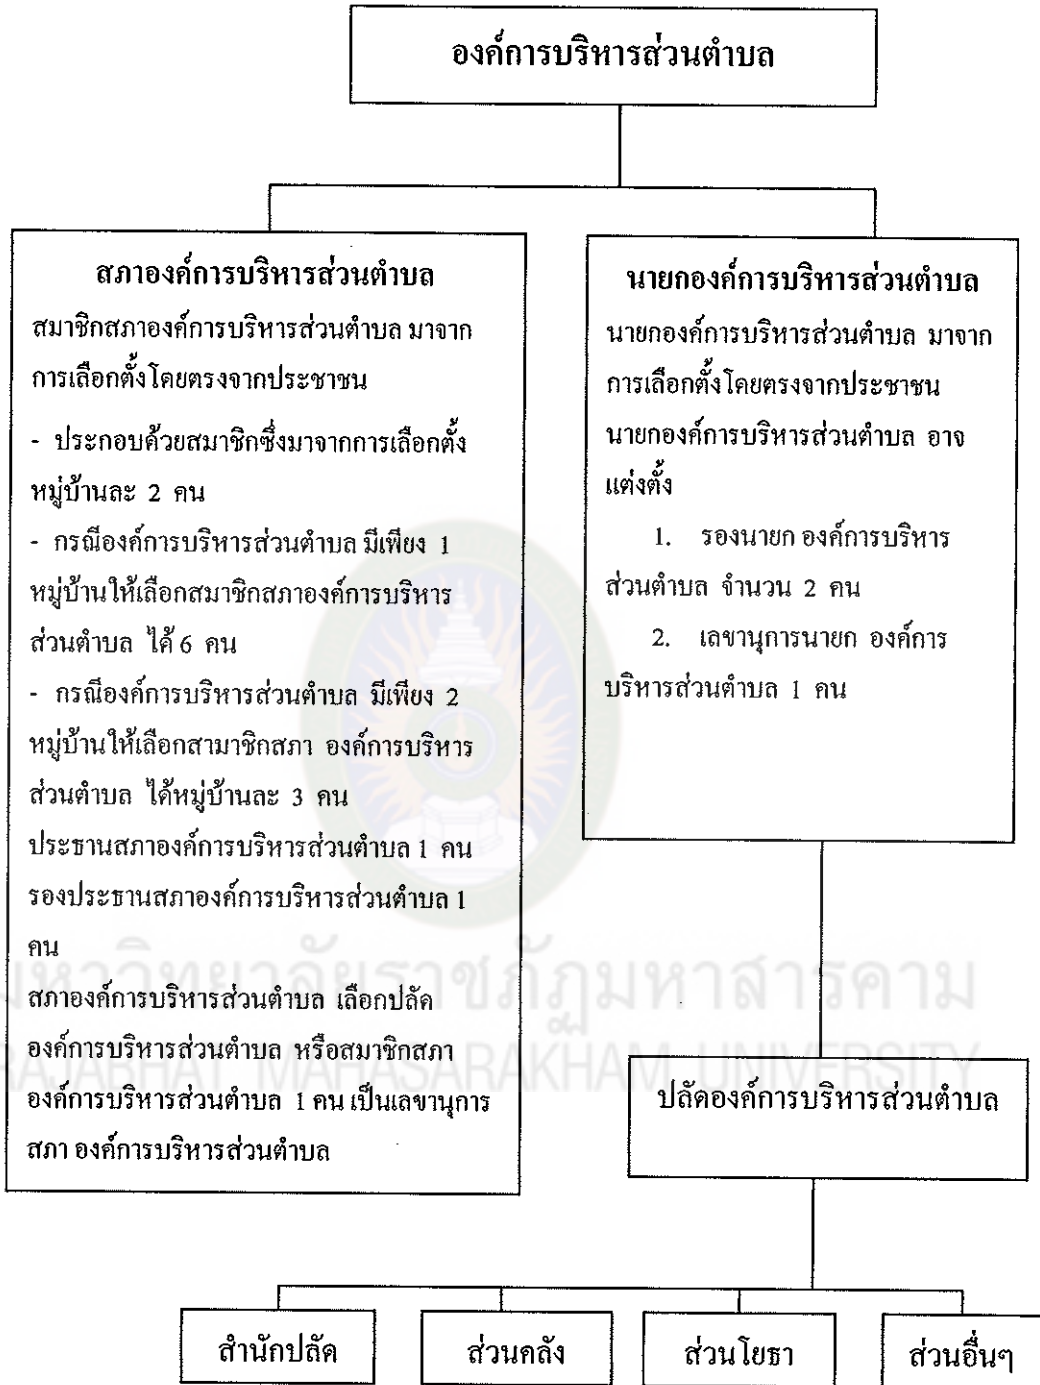 องค์การบริหารส่วนตำบล
สภาองค์การบริหารส่วนตำบล
สมาชิกสภาองค์การบริหารส่วนตำบล มาจาก
การเลือกตั้งโดยตรงจากประชาชน
- ประกอบด้วยสมาชิกซึ่งมาจากการเลือกตั้ง
หมู่บ้านละ 2 คน
- กรณีองค์การบริหารส่วนตำบล มีเพียง 1
หมู่บ้านให้เลือกสมาชิกสภาองค์การบริหาร
ส่วนตำบล ได้ 6 คน
- กรณีองค์การบริหารส่วนตำบล มีเพียง 2
หมู่บ้านให้เลือกสามาชิกสภา องค์การบริหาร
ส่วนตำบล ได้หมู่บ้านละ 3 คน
ประธานสภาองค์การบริหารส่วนตำบล 1 คน
รองประธานสภาองค์การบริหารส่วนตำบล 1
คน
สภาองค์การบริหารส่วนตำบล เลือกปลัด
องค์การบริหารส่วนตำบล หรือสมาชิกสภา
องค์การบริหารส่วนตำบล 1 คน เป็นเลขานุการ
สภา องค์การบริหารส่วนตำบล
นายกองค์การบริหารส่วนตำบล
นายกองค์การบริหารส่วนตำบล มาจาก
การเลือกตั้งโดยตรงจากประชาชน
นายกองค์การบริหารส่วนตำบล อาจ
แต่งตั้ง
1. รองนายก องค์การบริหาร
ส่วนตำบล จำนวน 2 คน
2. เลขานุการนายก องค์การ
บริหารส่วนตำบล 1 คน
มหาวิทยาลัยราชภัฏมหาสารคาม
RAJABHAT MAHASARAKHAM UNIVERSITY
ปลัดองค์การบริหารส่วนตำบล
สำนักปลัด
ส่วนคลัง
ส่วนโยธา
ส่วนอื่นๆ